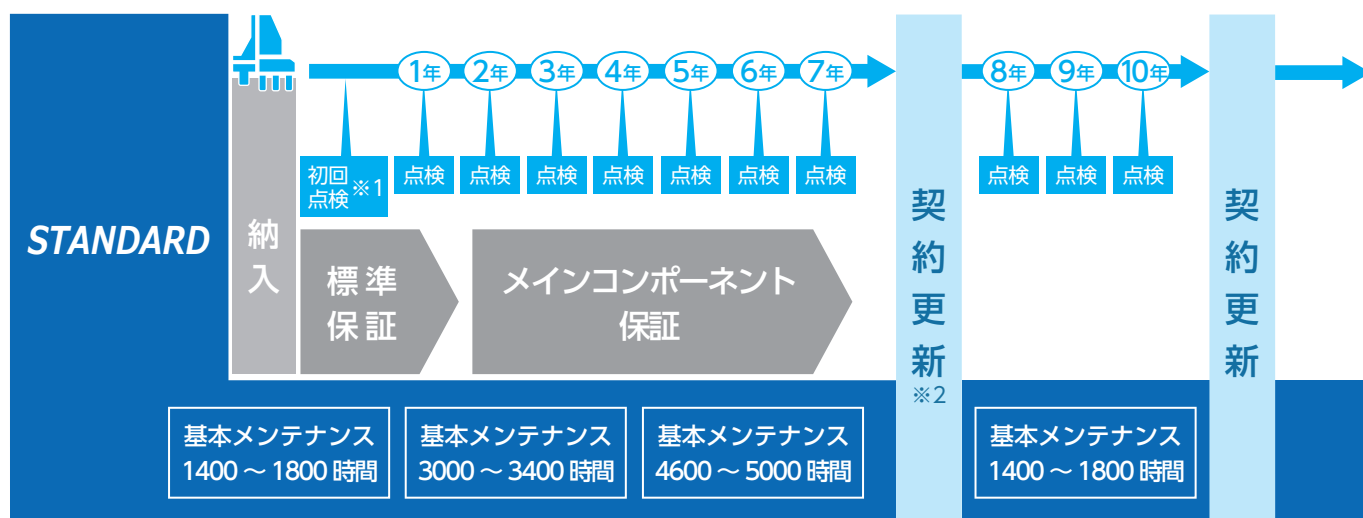 STANDARD
納入
1年 2年 3年 4年 5年 6年 7年
8年 9年 10年
初回
点検 ※1
点検 点検 点検 点検 点検 点検 点検
点検 点検 点検
標準
保証
メインコンポーネント
保証
契約更新
※2
契約更新
基本メンテナンス
1400 ～ 1800 時間
基本メンテナンス
3000 ～ 3400 時間
基本メンテナンス
4600 ～ 5000 時間
基本メンテナンス
1400 ～ 1800 時間